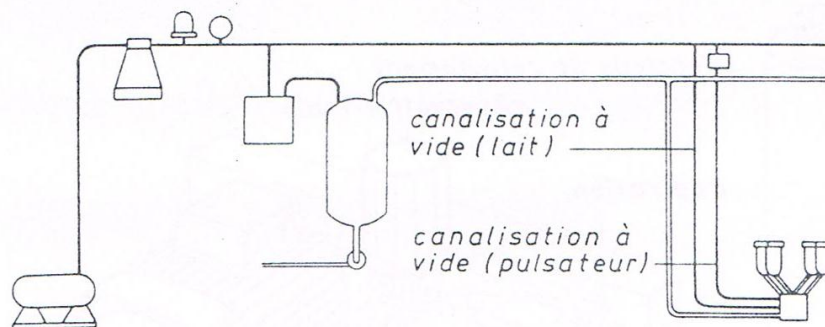 canalisation à
vide (lait)
canalisation à
vide (pulsateur)